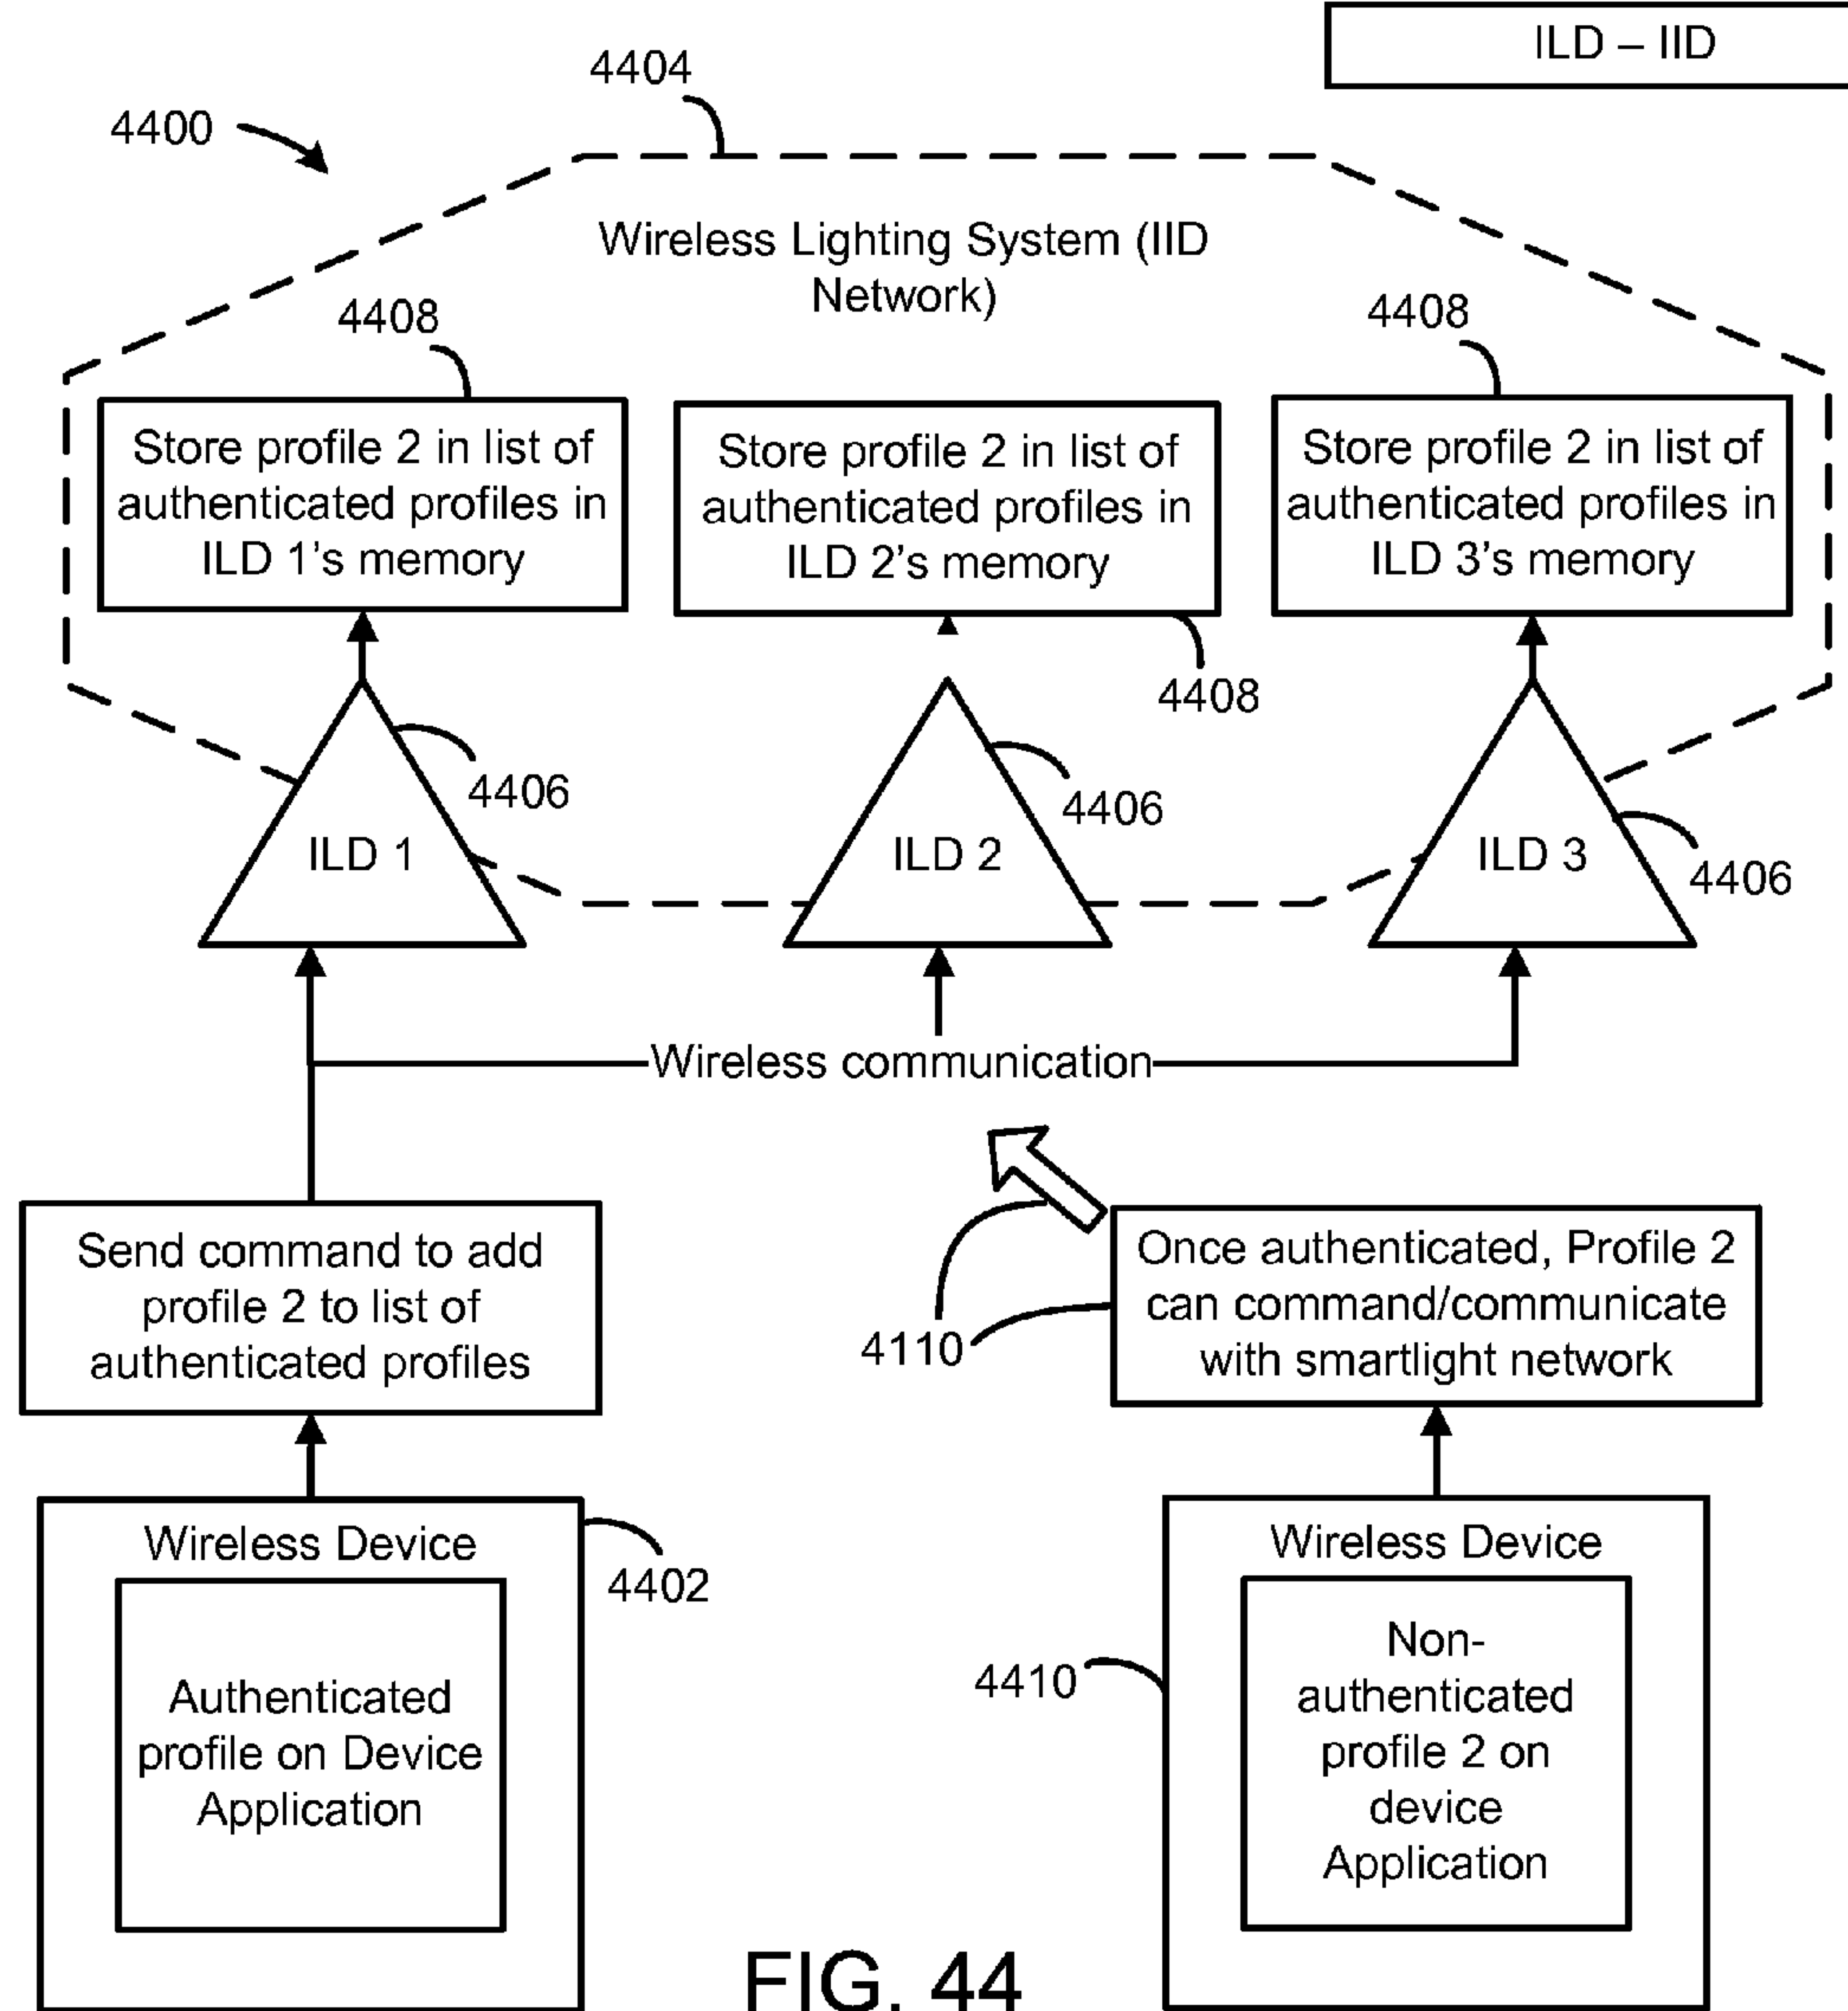 ILD – IID
4404
4400
Wireless Lighting System (IID
Network)
4408
4408
Store profile 2 in list of
authenticated profiles in
ILD 1's memory
Store profile 2 in list of
authenticated profiles in
ILD 2's memory
Store profile 2 in list of
authenticated profiles in
ILD 3's memory
4408
4406
4406
4406
ILD 1
ILD 2
ILD 3
Wireless communication
Send command to add
profile 2 to list of
authenticated profiles
Once authenticated, Profile 2
can command/communicate
with smartlight network
4110
Wireless Device
4402
Authenticated
profile on Device
Application
Wireless Device
4410
Non-
authenticated
profile 2 on
device
Application
FIG. 44